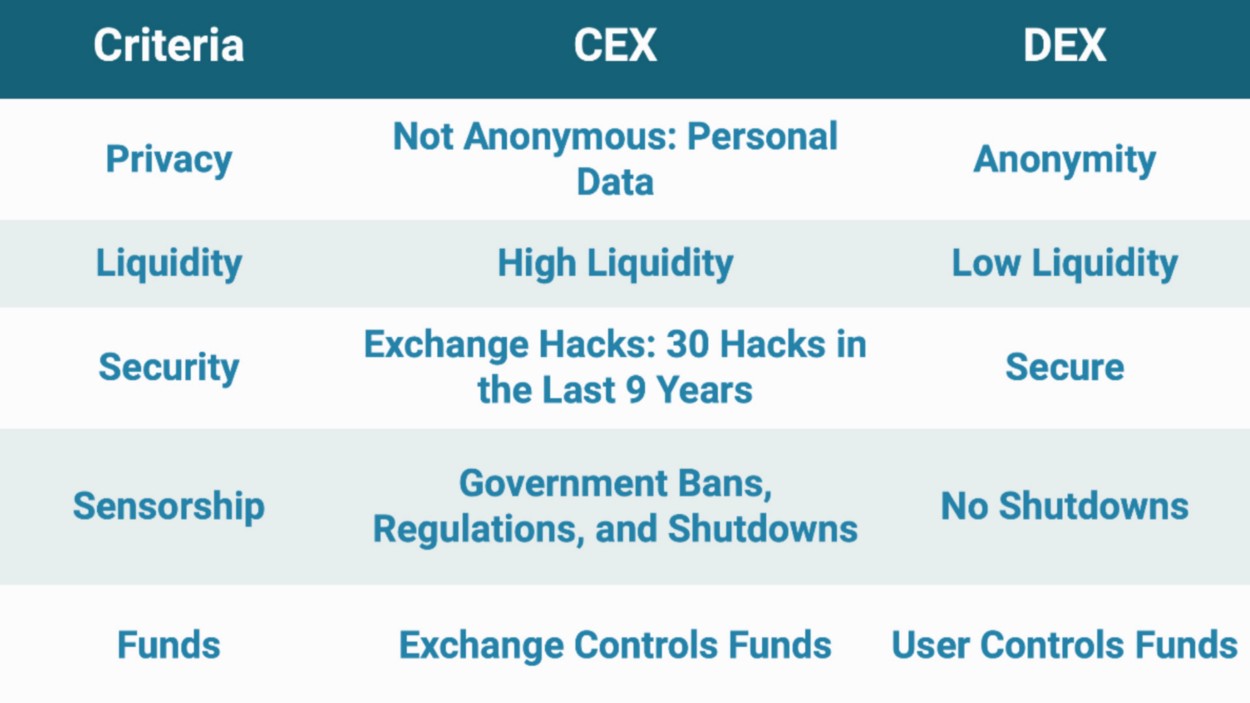 Criteria CEX DEX
Privacy Not Anonymous: Personal Data Anonymity
Liquidity High Liquidity Low Liquidity
Security Exchange Hacks: 30 Hacks in the Last 9 Years Secure
Sensorship Government Bans, Regulations, and Shutdowns No Shutdowns
Funds Exchange Controls Funds User Controls Funds